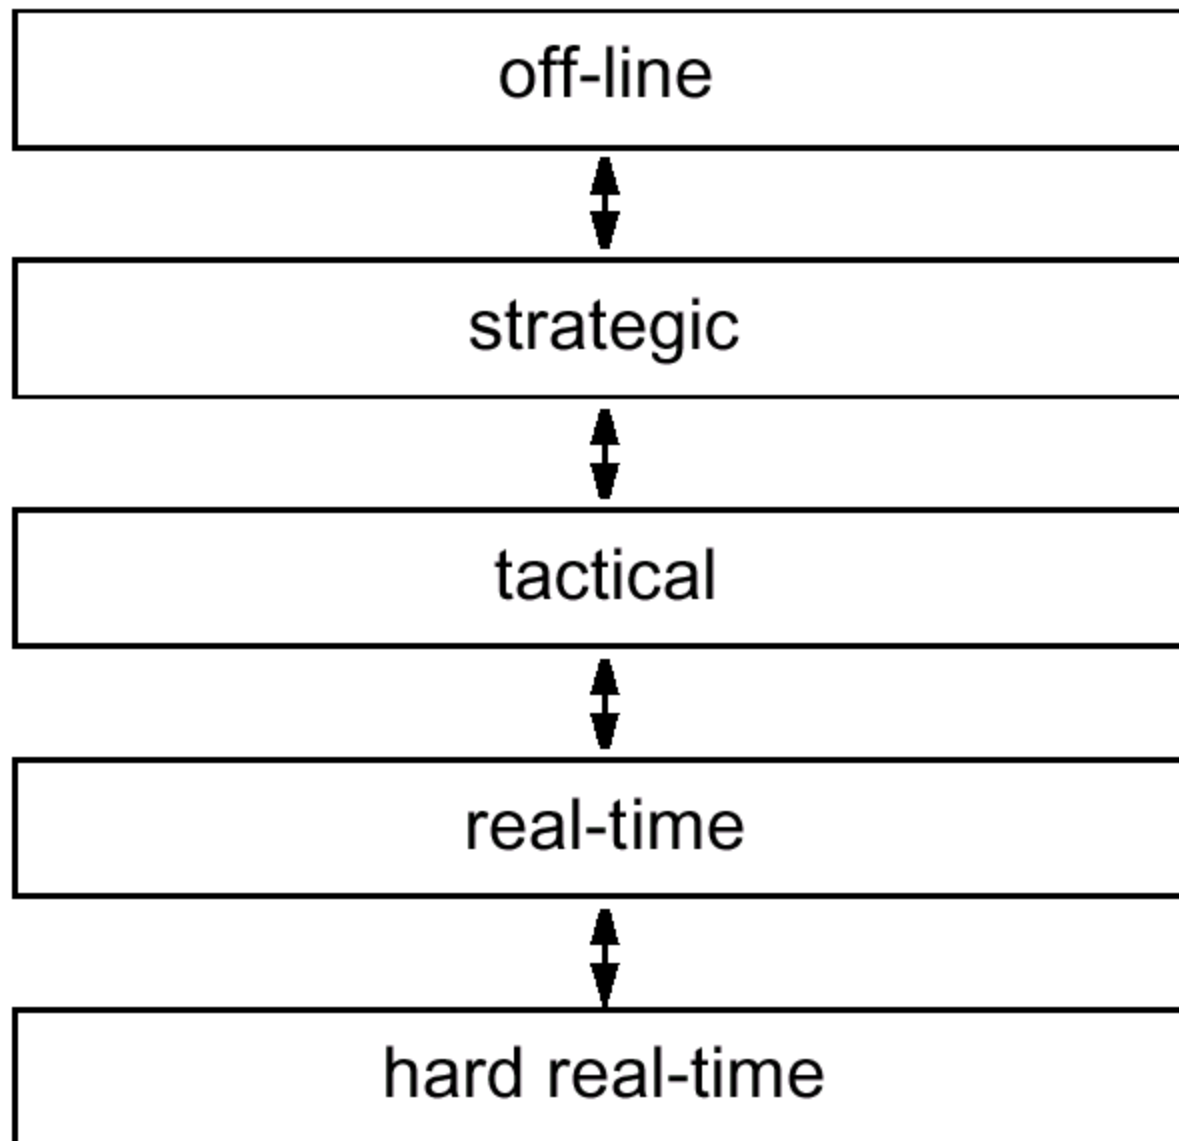 off-line
strategic
tactical
real-time
hard real-time